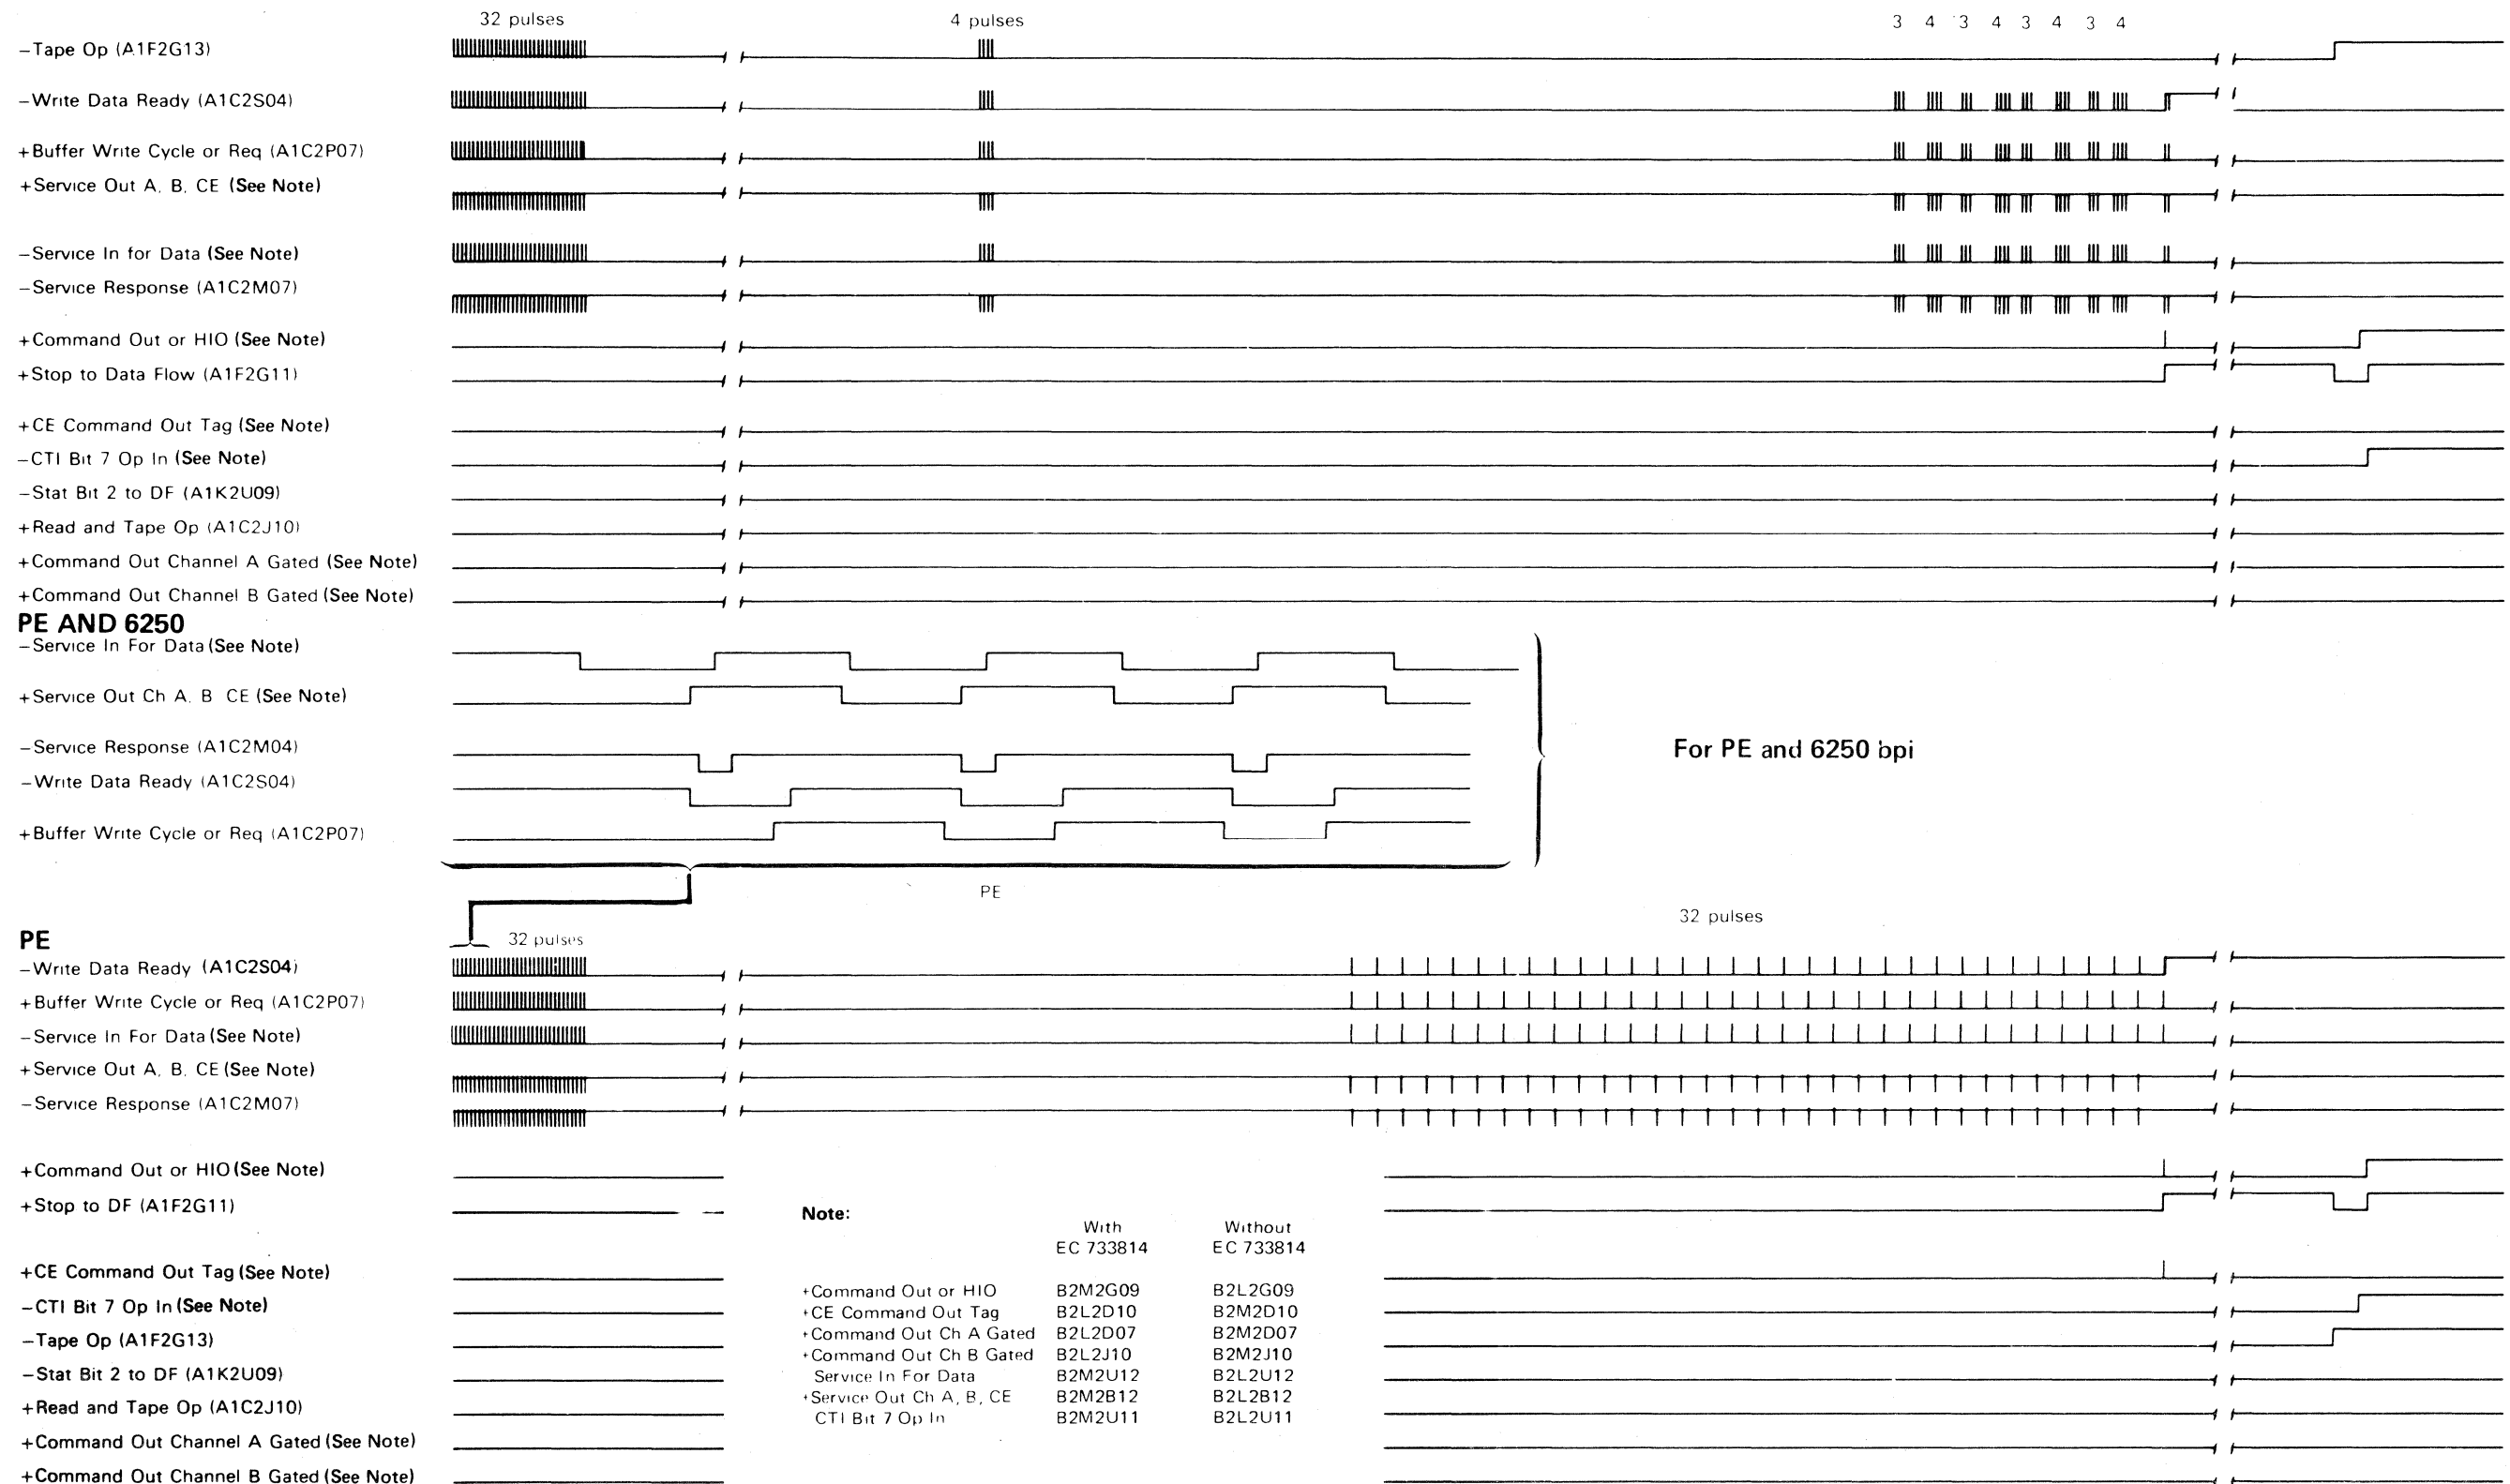 32 pulses 4 pulses 3 4 3 4 3 4 3 4
–Tape Op (A1F2G13)
–Write Data Ready (A1C2S04)
+Buffer Write Cycle or Req (A1C2P07)
+Service Out A, B, CE (See Note)
–Service In for Data (See Note)
–Service Response (A1C2M07)
+Command Out or HIO (See Note)
+Stop to Data Flow (A1F2G11)
+CE Command Out Tag (See Note)
–CTI Bit 7 Op In (See Note)
–Stat Bit 2 to DF (A1K2U09)
+Read and Tape Op (A1C2J10)
+Command Out Channel A Gated (See Note)
+Command Out Channel B Gated (See Note)
PE AND 6250
–Service In For Data (See Note)
+Service Out Ch A, B CE (See Note)
–Service Response (A1C2M04)
–Write Data Ready (A1C2S04)
+Buffer Write Cycle or Req (A1C2P07)
For PE and 6250 bpi
PE
32 pulses
PE
32 pulses
–Write Data Ready (A1C2S04)
+Buffer Write Cycle or Req (A1C2P07)
–Service In For Data (See Note)
+Service Out A, B, CE (See Note)
–Service Response (A1C2M07)
+Command Out or HIO (See Note)
+Stop to DF (A1F2G11)
+CE Command Out Tag (See Note)
–CTI Bit 7 Op In (See Note)
–Tape Op (A1F2G13)
–Stat Bit 2 to DF (A1K2U09)
+Read and Tape Op (A1C2J10)
+Command Out Channel A Gated (See Note)
+Command Out Channel B Gated (See Note)
Note:
With Without
EC 733814 EC 733814
+Command Out or HIO B2M2G09 B2L2G09
+CE Command Out Tag B2L2D10 B2M2D10
+Command Out Ch A Gated B2L2D07 B2M2D07
+Command Out Ch B Gated B2L2J10 B2M2J10
Service In For Data B2M2U12 B2L2U12
+Service Out Ch A, B, CE B2M2B12 B2L2B12
CTI Bit 7 Op In B2M2U11 B2L2U11